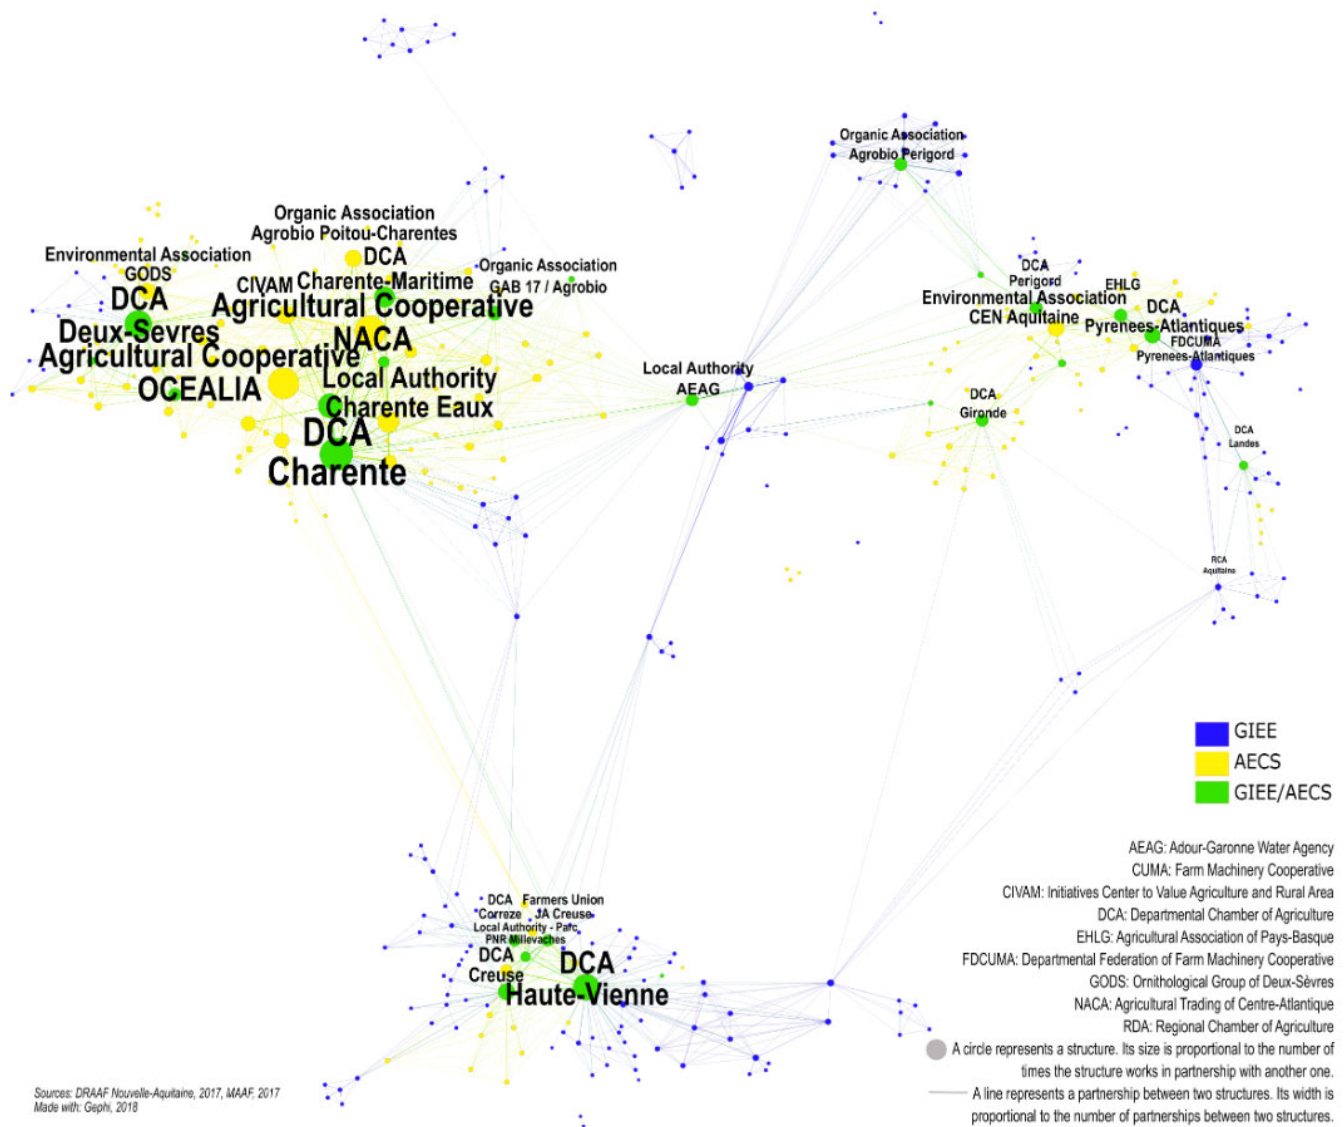 Organic Association
Agrobio Perigord
Organic Association
Agrobio Poitou-Charentes
Environmental Association
GODS
DCA
Deux-Sevres
DCA
Charente-Maritime
CIVAM
Organic Association
GAB 17 / Agrobio
Agricultural Cooperative
NACA
Agricultural Cooperative
OCEALIA
Local Authority
Charente Eaux
DCA
Charente
Local Authority
AEAG
DCA
Perigord
Environmental Association
CEN Aquitaine
EHLG
DCA
Pyrenees-Atlantiques
FDCUMA
Pyrenees-Atlantiques
DCA
Gironde
DCA
Landes
RCA
Aquitaine
DCA
Correze
Farmers Union
JA Creuse
Local Authority - Parc
PNR Millevaches
DCA
Creuse
DCA
Haute-Vienne
GIEE
AECS
GIEE/AECS
AEAG: Adour-Garonne Water Agency
CUMA: Farm Machinery Cooperative
CIVAM: Initiatives Center to Value Agriculture and Rural Area
DCA: Departmental Chamber of Agriculture
EHLG: Agricultural Association of Pays-Basque
FDCUMA: Departmental Federation of Farm Machinery Cooperative
GODS: Ornithological Group of Deux-Sèvres
NACA: Agricultural Trading of Centre-Atlantique
RDA: Regional Chamber of Agriculture
A circle represents a structure. Its size is proportional to the number of
times the structure works in partnership with another one.
A line represents a partnership between two structures. Its width is
proportional to the number of partnerships between two structures.
Sources: DRAAF Nouvelle-Aquitaine, 2017, MAAF, 2017
Made with: Gephi, 2018